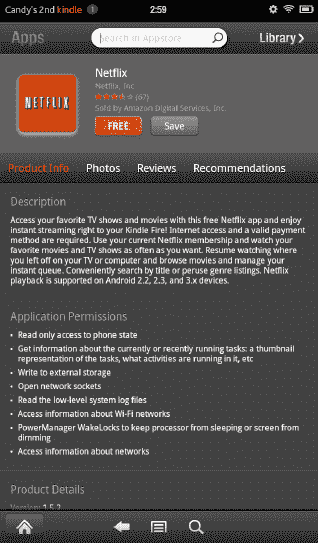 Candy's 2nd kindle 1 2:59
Apps Search in Appstore Library
Netflix
Netflix, Inc
(67)
Sold by Amazon Digital Services, Inc.
NETFLIX
FREE Save
Product Info Photos Reviews Recommendations
Description
Access your favorite TV shows and movies with this free Netflix app and enjoy
instant streaming right to your Kindle Fire! Internet access and a valid payment
method are required. Use your current Netflix membership and watch your
favorite movies and TV shows as often as you want. Resume watching where
you left off on your TV or computer and browse movies and manage your
instant queue. Conveniently search by title or peruse genre listings. Netflix
playback is supported on Android 2.2, 2.3, and 3.x devices.
Application Permissions
• Read only access to phone state
• Get information about the currently or recently running tasks: a thumbnail
representation of the tasks, what activities are running in it, etc
• Write to external storage
• Open network sockets
• Read the low-level system log files
• Access information about Wi-Fi networks
• PowerManager WakeLocks to keep processor from sleeping or screen from
dimming
• Access information about networks
Product Details
Version: 1.5.2